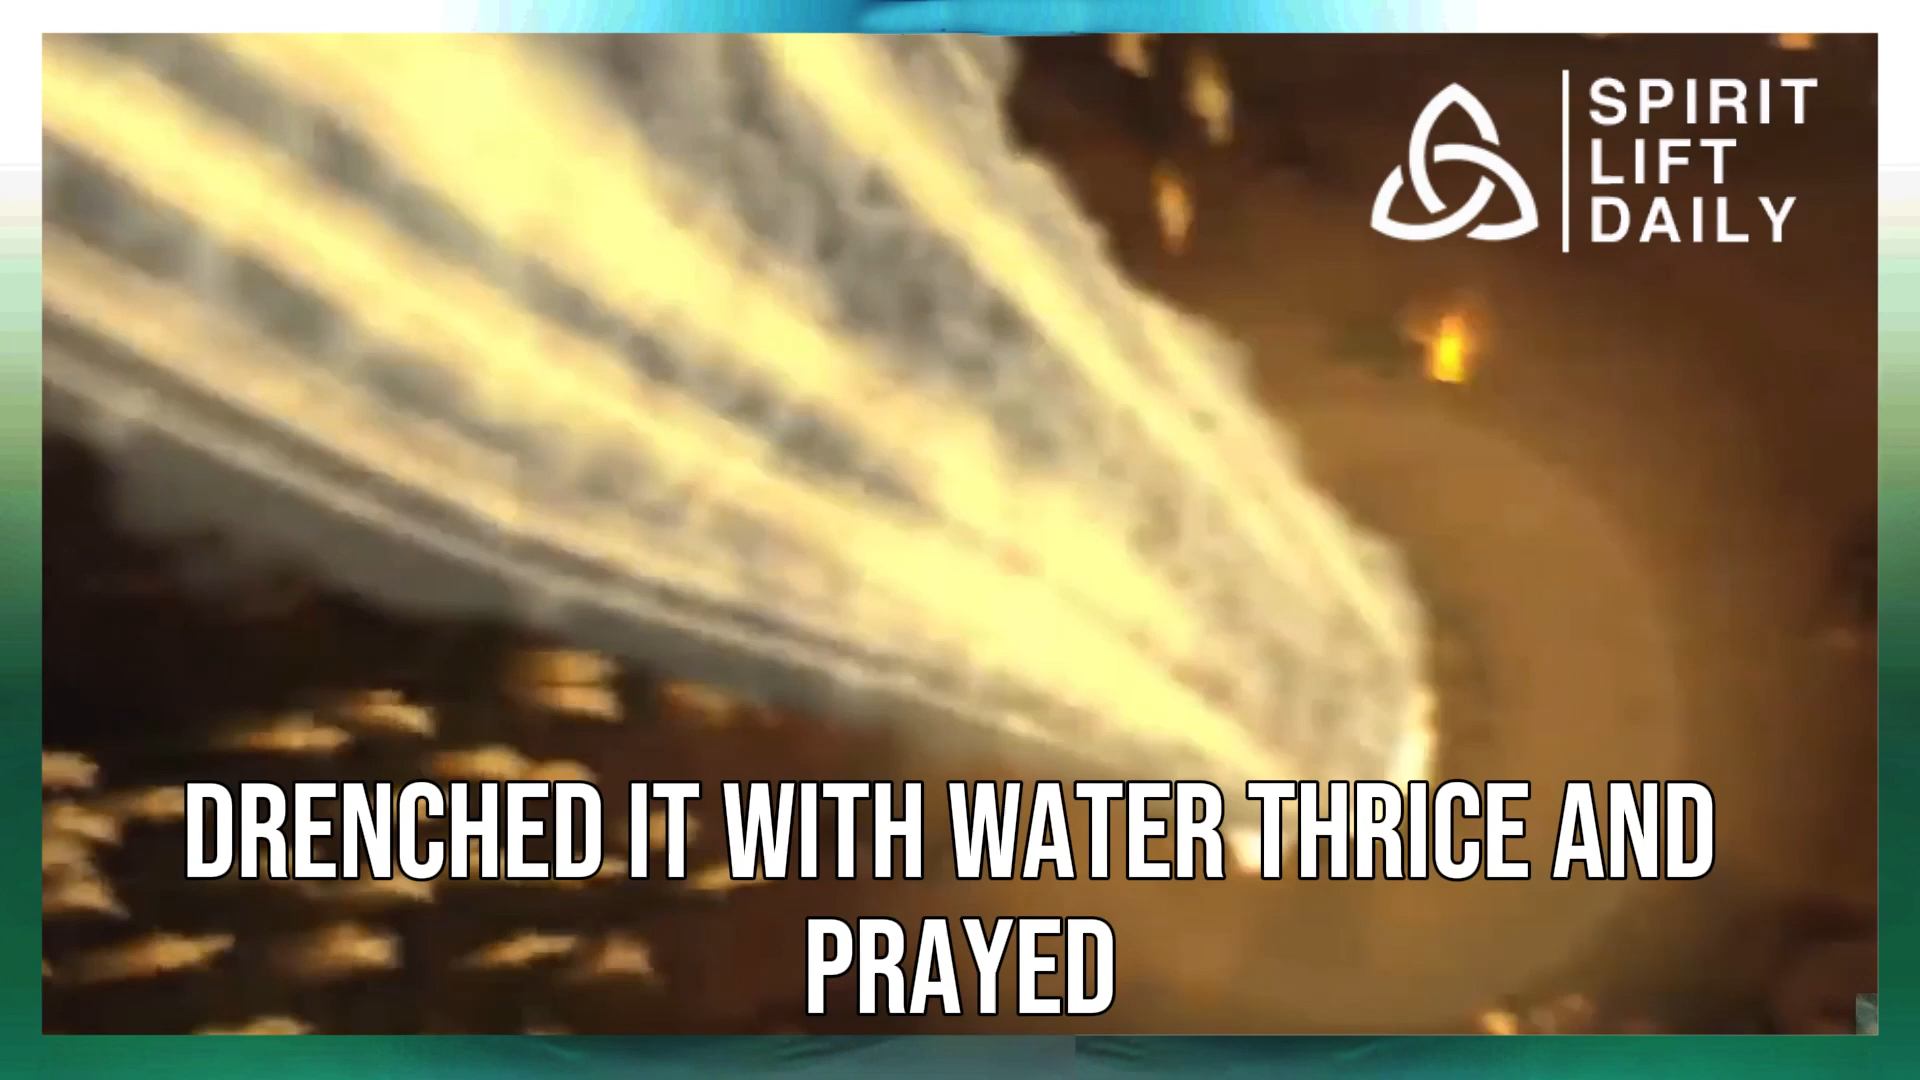 SPIRIT
LIFT
DAILY
DRENCHED IT WITH WATER THRICE AND
PRAYED